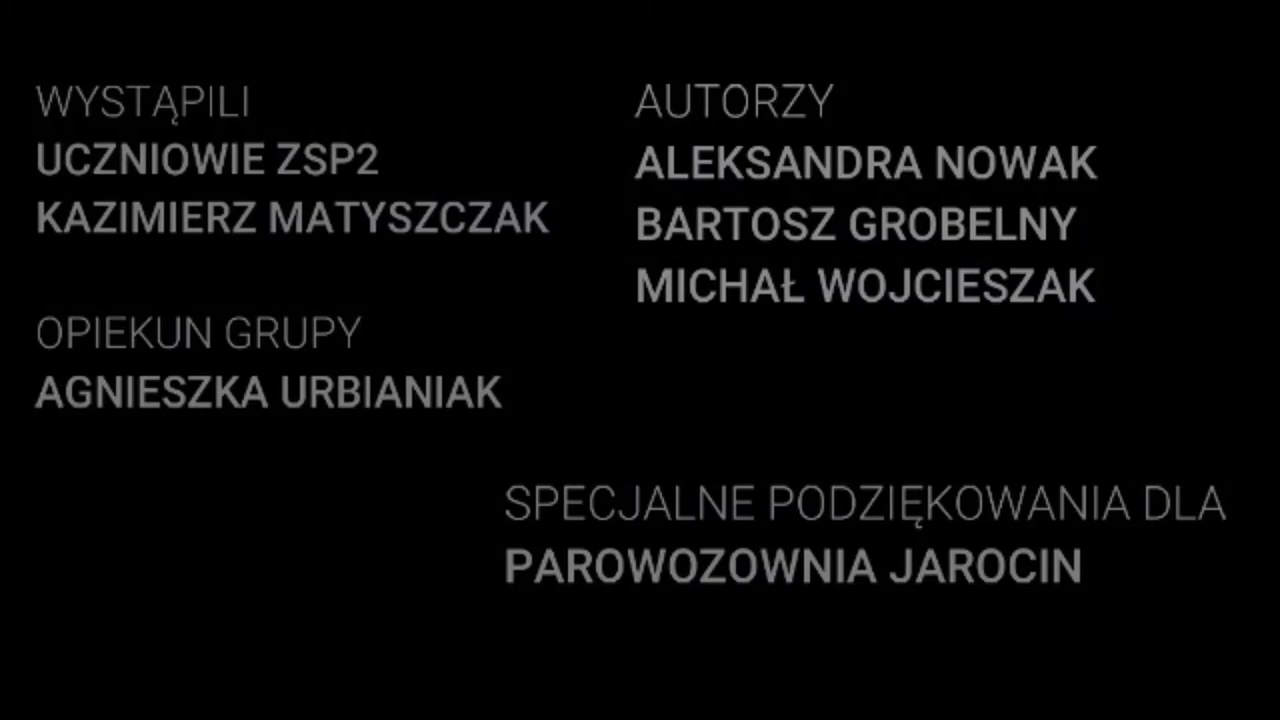 WYSTĄPILI
UCZNIOWIE ZSP2
KAZIMIERZ MATYSZCZAK
OPIEKUN GRUPY
AGNIESZKA URBIANIAK
AUTORZY
ALEKSANDRA NOWAK
BARTOSZ GROBELNY
MICHAŁ WOJCIESZAK
SPECJALNE PODZIĘKOWANIA DLA
PAROWOZOWNIA JAROCIN